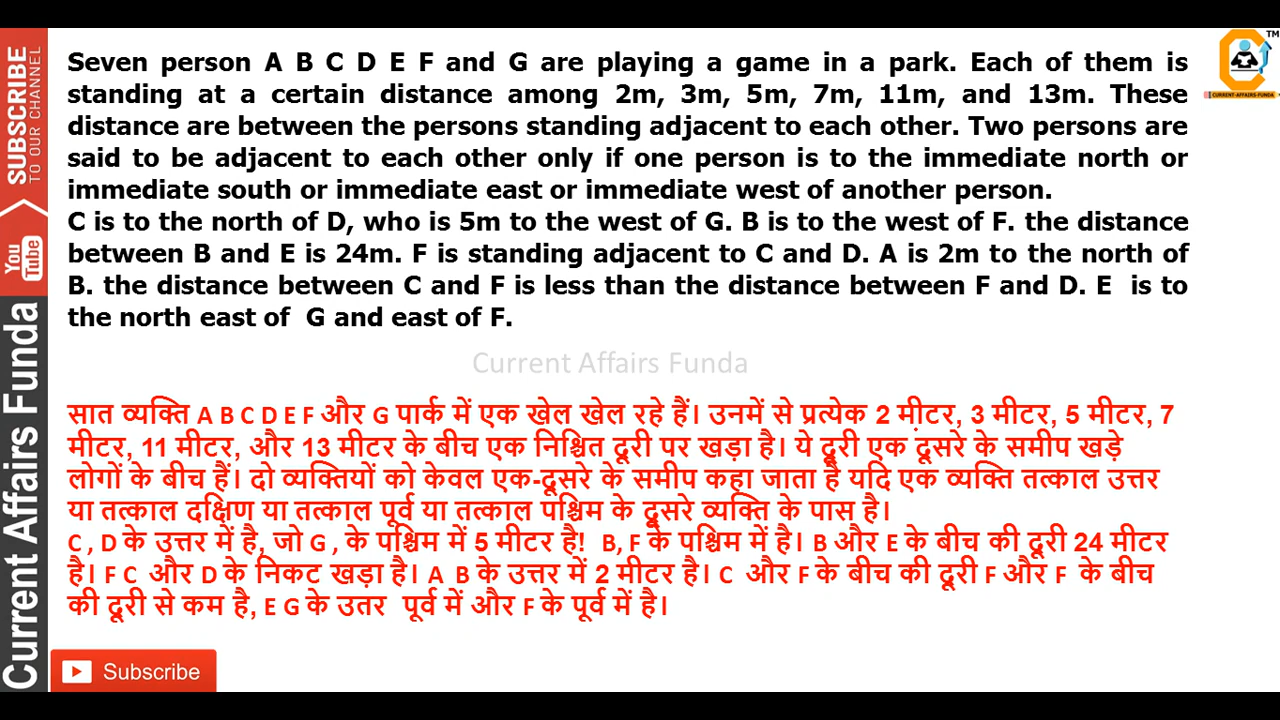 SUBSCRIBE
TO OUR CHANNEL
You
Tube
Current Affairs Funda
TM
CURRENT-AFFAIRS-FUNDA
Seven person A B C D E F and G are playing a game in a park. Each of them is
standing at a certain distance among 2m, 3m, 5m, 7m, 11m, and 13m. These
distance are between the persons standing adjacent to each other. Two persons are
said to be adjacent to each other only if one person is to the immediate north or
immediate south or immediate east or immediate west of another person.
C is to the north of D, who is 5m to the west of G. B is to the west of F. the distance
between B and E is 24m. F is standing adjacent to C and D. A is 2m to the north of
B. the distance between C and F is less than the distance between F and D. E is to
the north east of G and east of F.
Current Affairs Funda
सात व्यक्ति A B C D E F और G पार्क में एक खेल खेल रहे हैं। उनमें से प्रत्येक 2 मीटर, 3 मीटर, 5 मीटर, 7
मीटर, 11 मीटर, और 13 मीटर के बीच एक निश्चित दूरी पर खड़ा है। ये दूरी एक दूसरे के समीप खड़े
लोगों के बीच हैं। दो व्यक्तियों को केवल एक-दूसरे के समीप कहा जाता है यदि एक व्यक्ति तत्काल उत्तर
या तत्काल दक्षिण या तत्काल पूर्व या तत्काल पश्चिम के दूसरे व्यक्ति के पास है।
C , D के उत्तर में है, जो G , के पश्चिम में 5 मीटर है! B, F के पश्चिम में है। B और E के बीच की दूरी 24 मीटर
है। F C और D के निकट खड़ा है। A B के उत्तर में 2 मीटर है। C और F के बीच की दूरी F और F के बीच
की दूरी से कम है, E G के उतर पूर्व में और F के पूर्व में है।
Subscribe